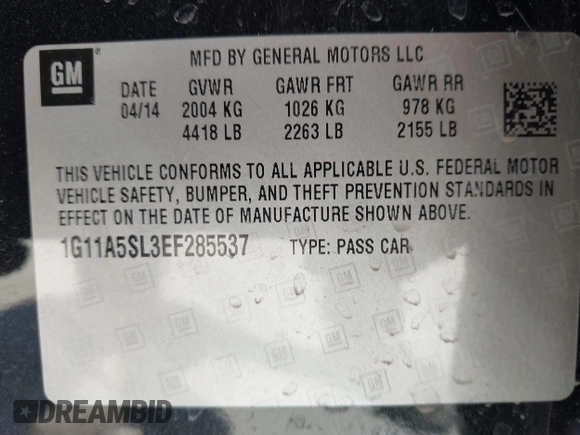 GM
MFD BY GENERAL MOTORS LLC
DATE GVWR GAWR FRT GAWR RR
04/14 2004 KG 1026 KG 978 KG
4418 LB 2263 LB 2155 LB
THIS VEHICLE CONFORMS TO ALL APPLICABLE U.S. FEDERAL MOTOR
VEHICLE SAFETY, BUMPER, AND THEFT PREVENTION STANDARDS IN
EFFECT ON THE DATE OF MANUFACTURE SHOWN ABOVE.
1G11A5SL3EF285537 TYPE: PASS CAR
DREAMBID